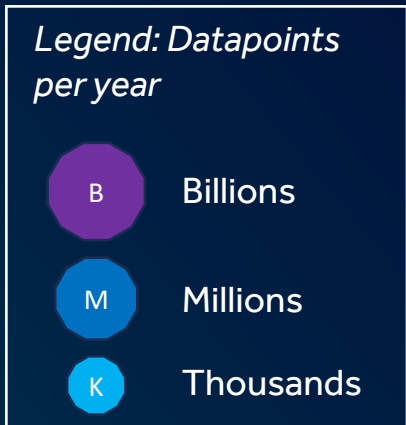 Legend: Datapoints
per year
B Billions
M Millions
K Thousands